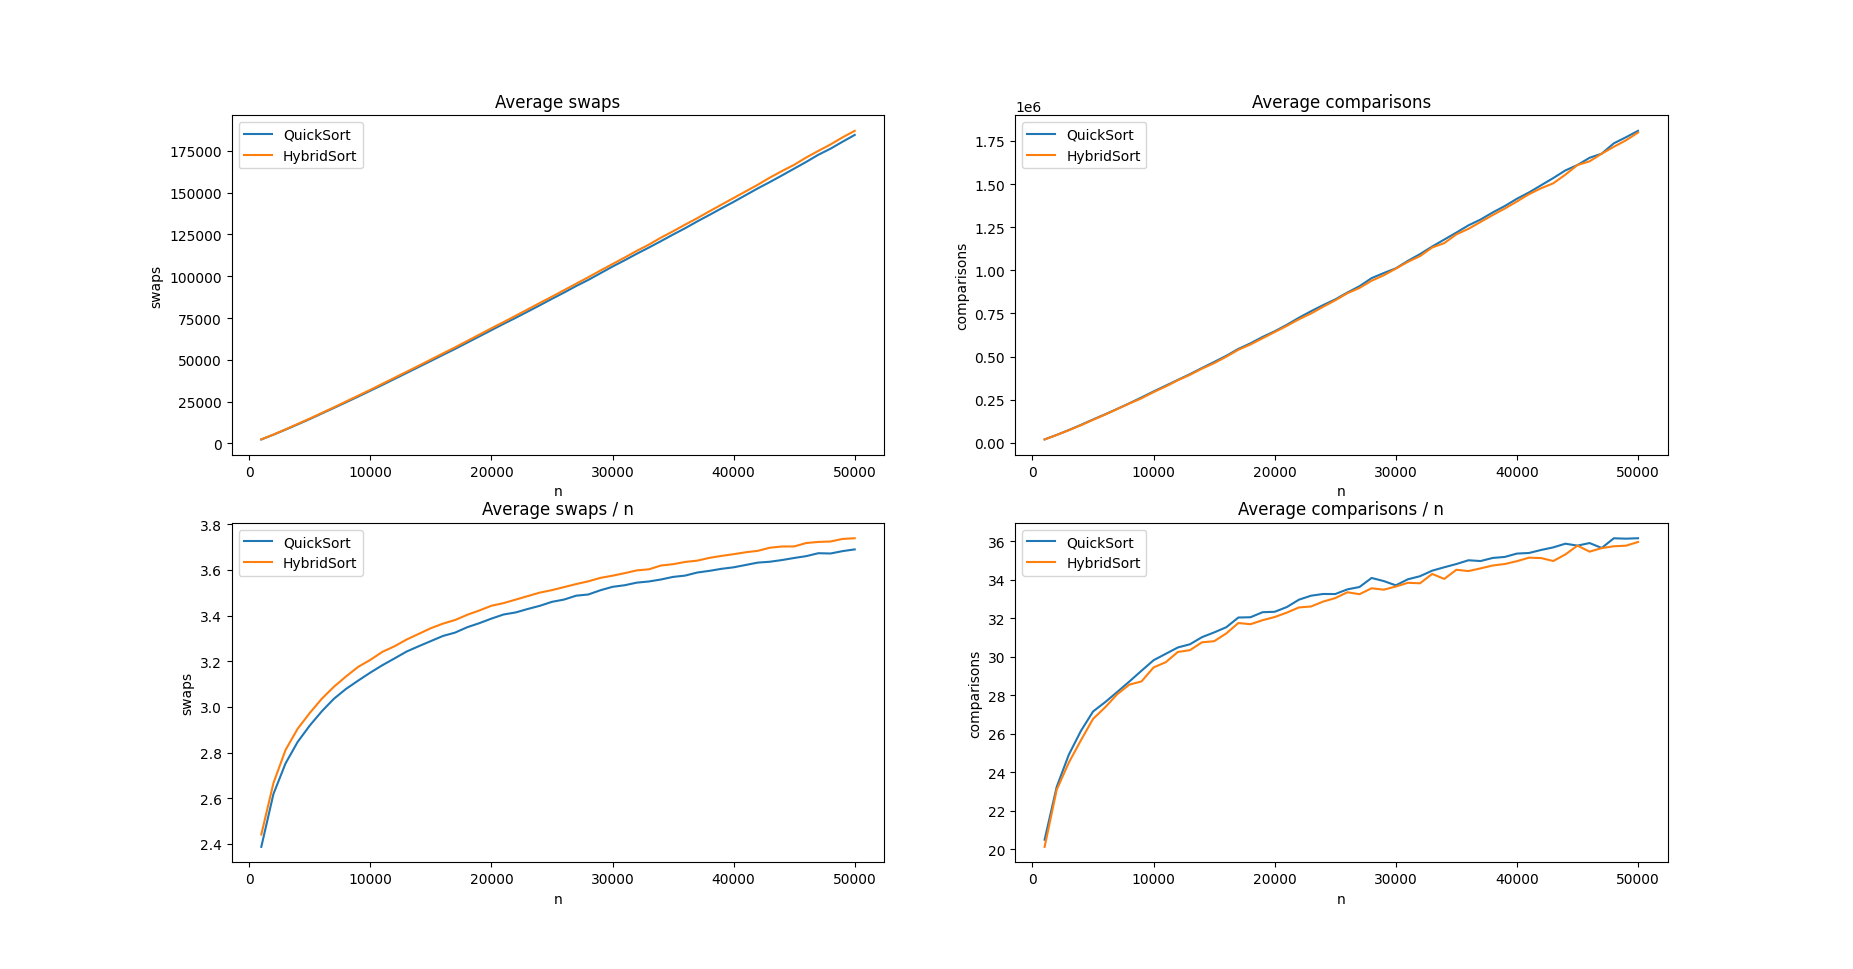 Average swaps
QuickSort
HybridSort
175000
150000
125000
100000
75000
50000
25000
0
swaps
0 10000 20000 30000 40000 50000
n
Average comparisons
1e6
QuickSort
HybridSort
1.75
1.50
1.25
1.00
0.75
0.50
0.25
0.00
comparisons
0 10000 20000 30000 40000 50000
n
Average swaps / n
QuickSort
HybridSort
3.8
3.6
3.4
3.2
3.0
2.8
2.6
2.4
swaps
0 10000 20000 30000 40000 50000
n
Average comparisons / n
QuickSort
HybridSort
36
34
32
30
28
26
24
22
20
comparisons
0 10000 20000 30000 40000 50000
n